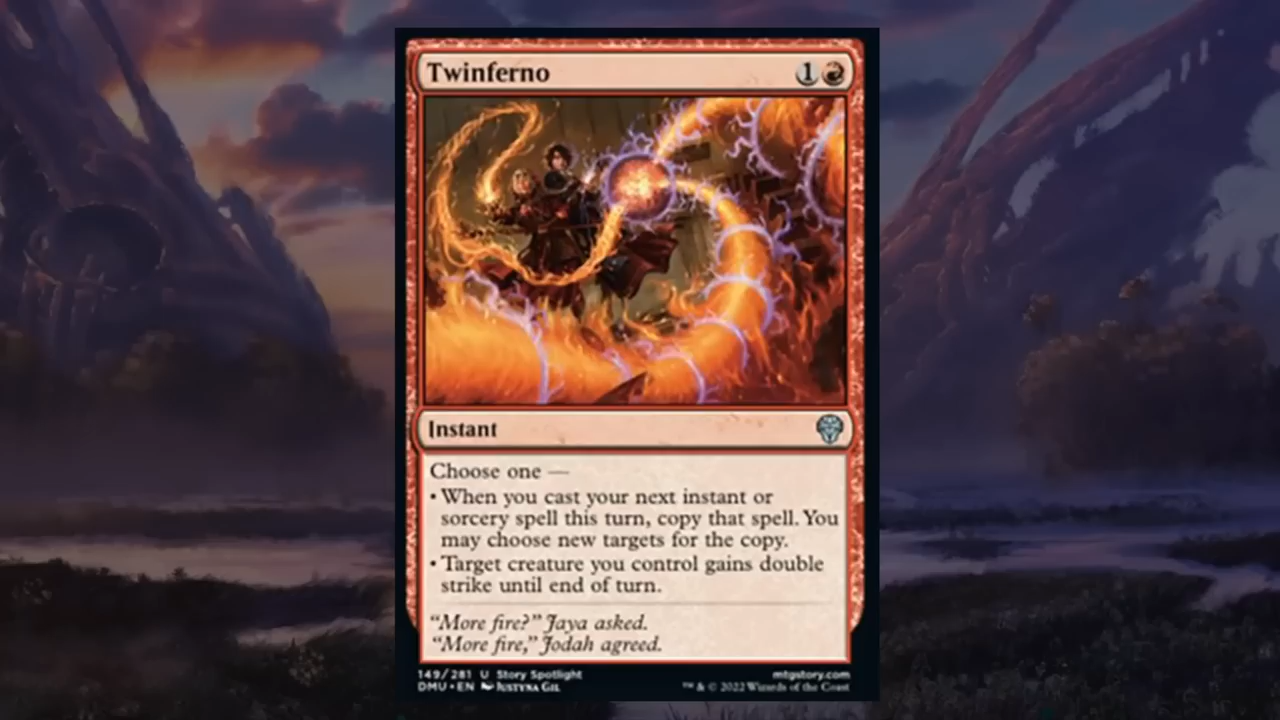 Twinferno 1
Instant
Choose one —
• When you cast your next instant or
sorcery spell this turn, copy that spell. You
may choose new targets for the copy.
• Target creature you control gains double
strike until end of turn.
"More fire?" Jaya asked.
"More fire," Jodah agreed.
149/281 U Story Spotlight mtgstory.com
DMU • EN Justyna Gil ™ & © 2022 Wizards of the Coast